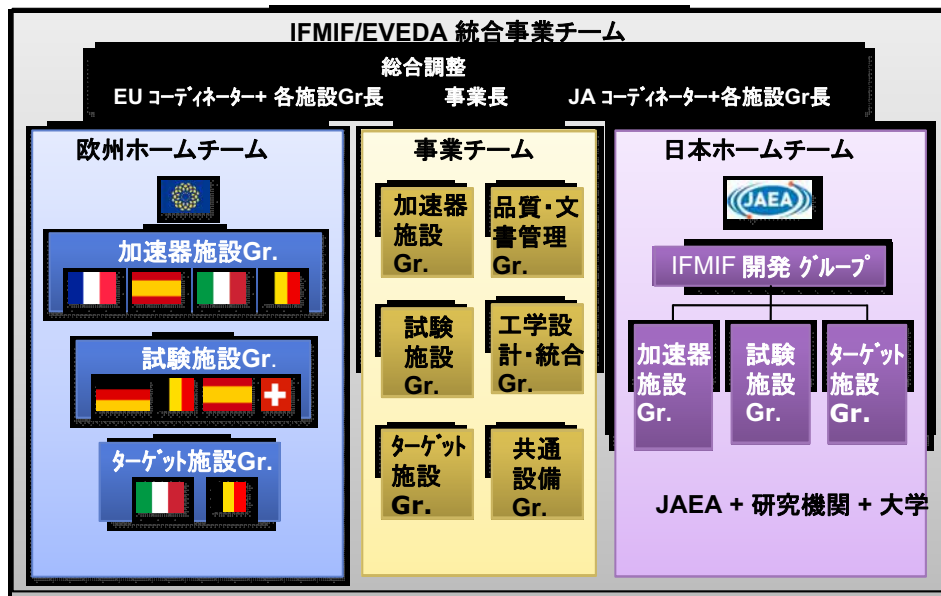 IFMIF/EVEDA 統合事業チーム
総合調整
EU コーディネーター+ 各施設Gr長
事業長
JA コーディネーター+各施設Gr長
欧州ホームチーム
加速器施設Gr.
試験施設Gr.
ターゲット施設Gr.
事業チーム
加速器
施設
Gr.
品質・文
書管理
Gr.
試験
施設
Gr.
工学設
計・統合
Gr.
ターゲット
施設
Gr.
共通
設備
Gr.
日本ホームチーム
JAEA
IFMIF 開発 グループ
加速器
施設
Gr.
試験
施設
Gr.
ターゲット
施設
Gr.
JAEA + 研究機関 + 大学